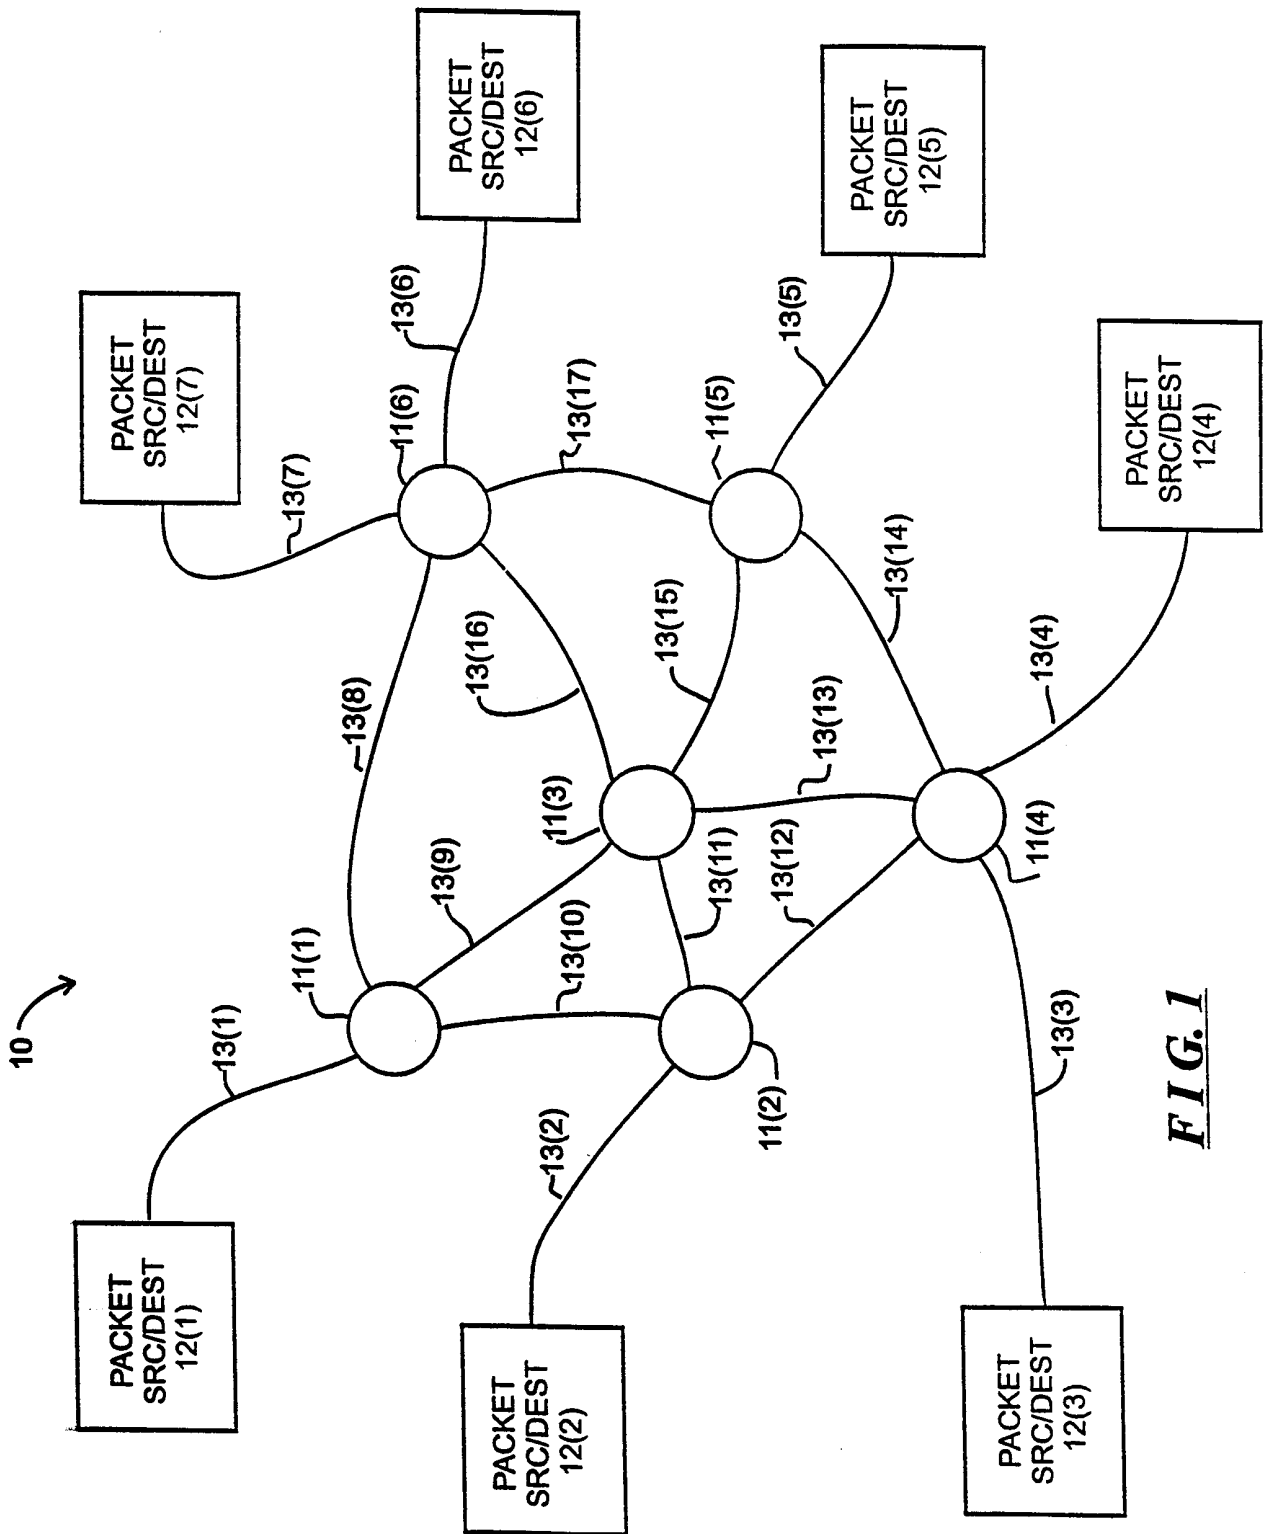 10
PACKET
SRC/DEST
12(1)
13(1)
11(1)
13(8)
13(7)
PACKET
SRC/DEST
12(7)
13(9)
13(10)
13(16)
11(6)
13(6)
PACKET
SRC/DEST
12(6)
PACKET
SRC/DEST
12(2)
13(2)
11(2)
11(3)
13(11)
13(12)
13(15)
13(13)
13(17)
11(5)
13(5)
PACKET
SRC/DEST
12(5)
13(14)
PACKET
SRC/DEST
12(3)
13(3)
11(4)
13(4)
PACKET
SRC/DEST
12(4)
FIG. 1